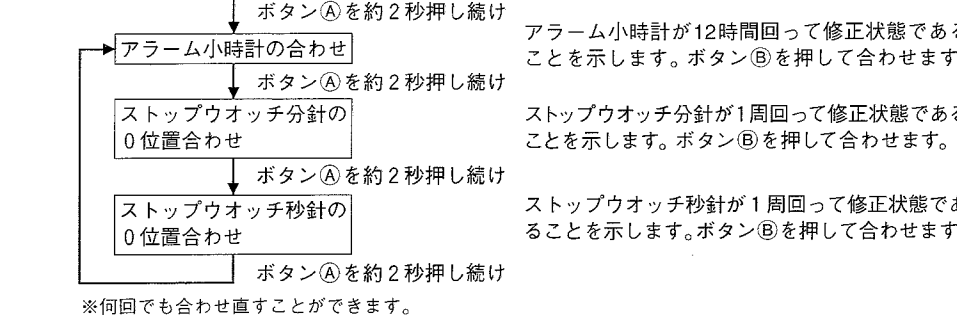 ボタンⒶを約2秒押し続け
アラーム小時計の合わせ
アラーム小時計が12時間回って修正状態である
ことを示します。ボタンⒷを押して合わせます
ボタンⒶを約2秒押し続け
ストップウオッチ分針の
0位置合わせ
ストップウオッチ分針が1周回って修正状態である
ことを示します。ボタンⒷを押して合わせます。
ボタンⒶを約2秒押し続け
ストップウオッチ秒針の
0位置合わせ
ストップウオッチ秒針が1周回って修正状態であ
ることを示します。ボタンⒷを押して合わせます
ボタンⒶを約2秒押し続け
※何回でも合わせ直すことができます。